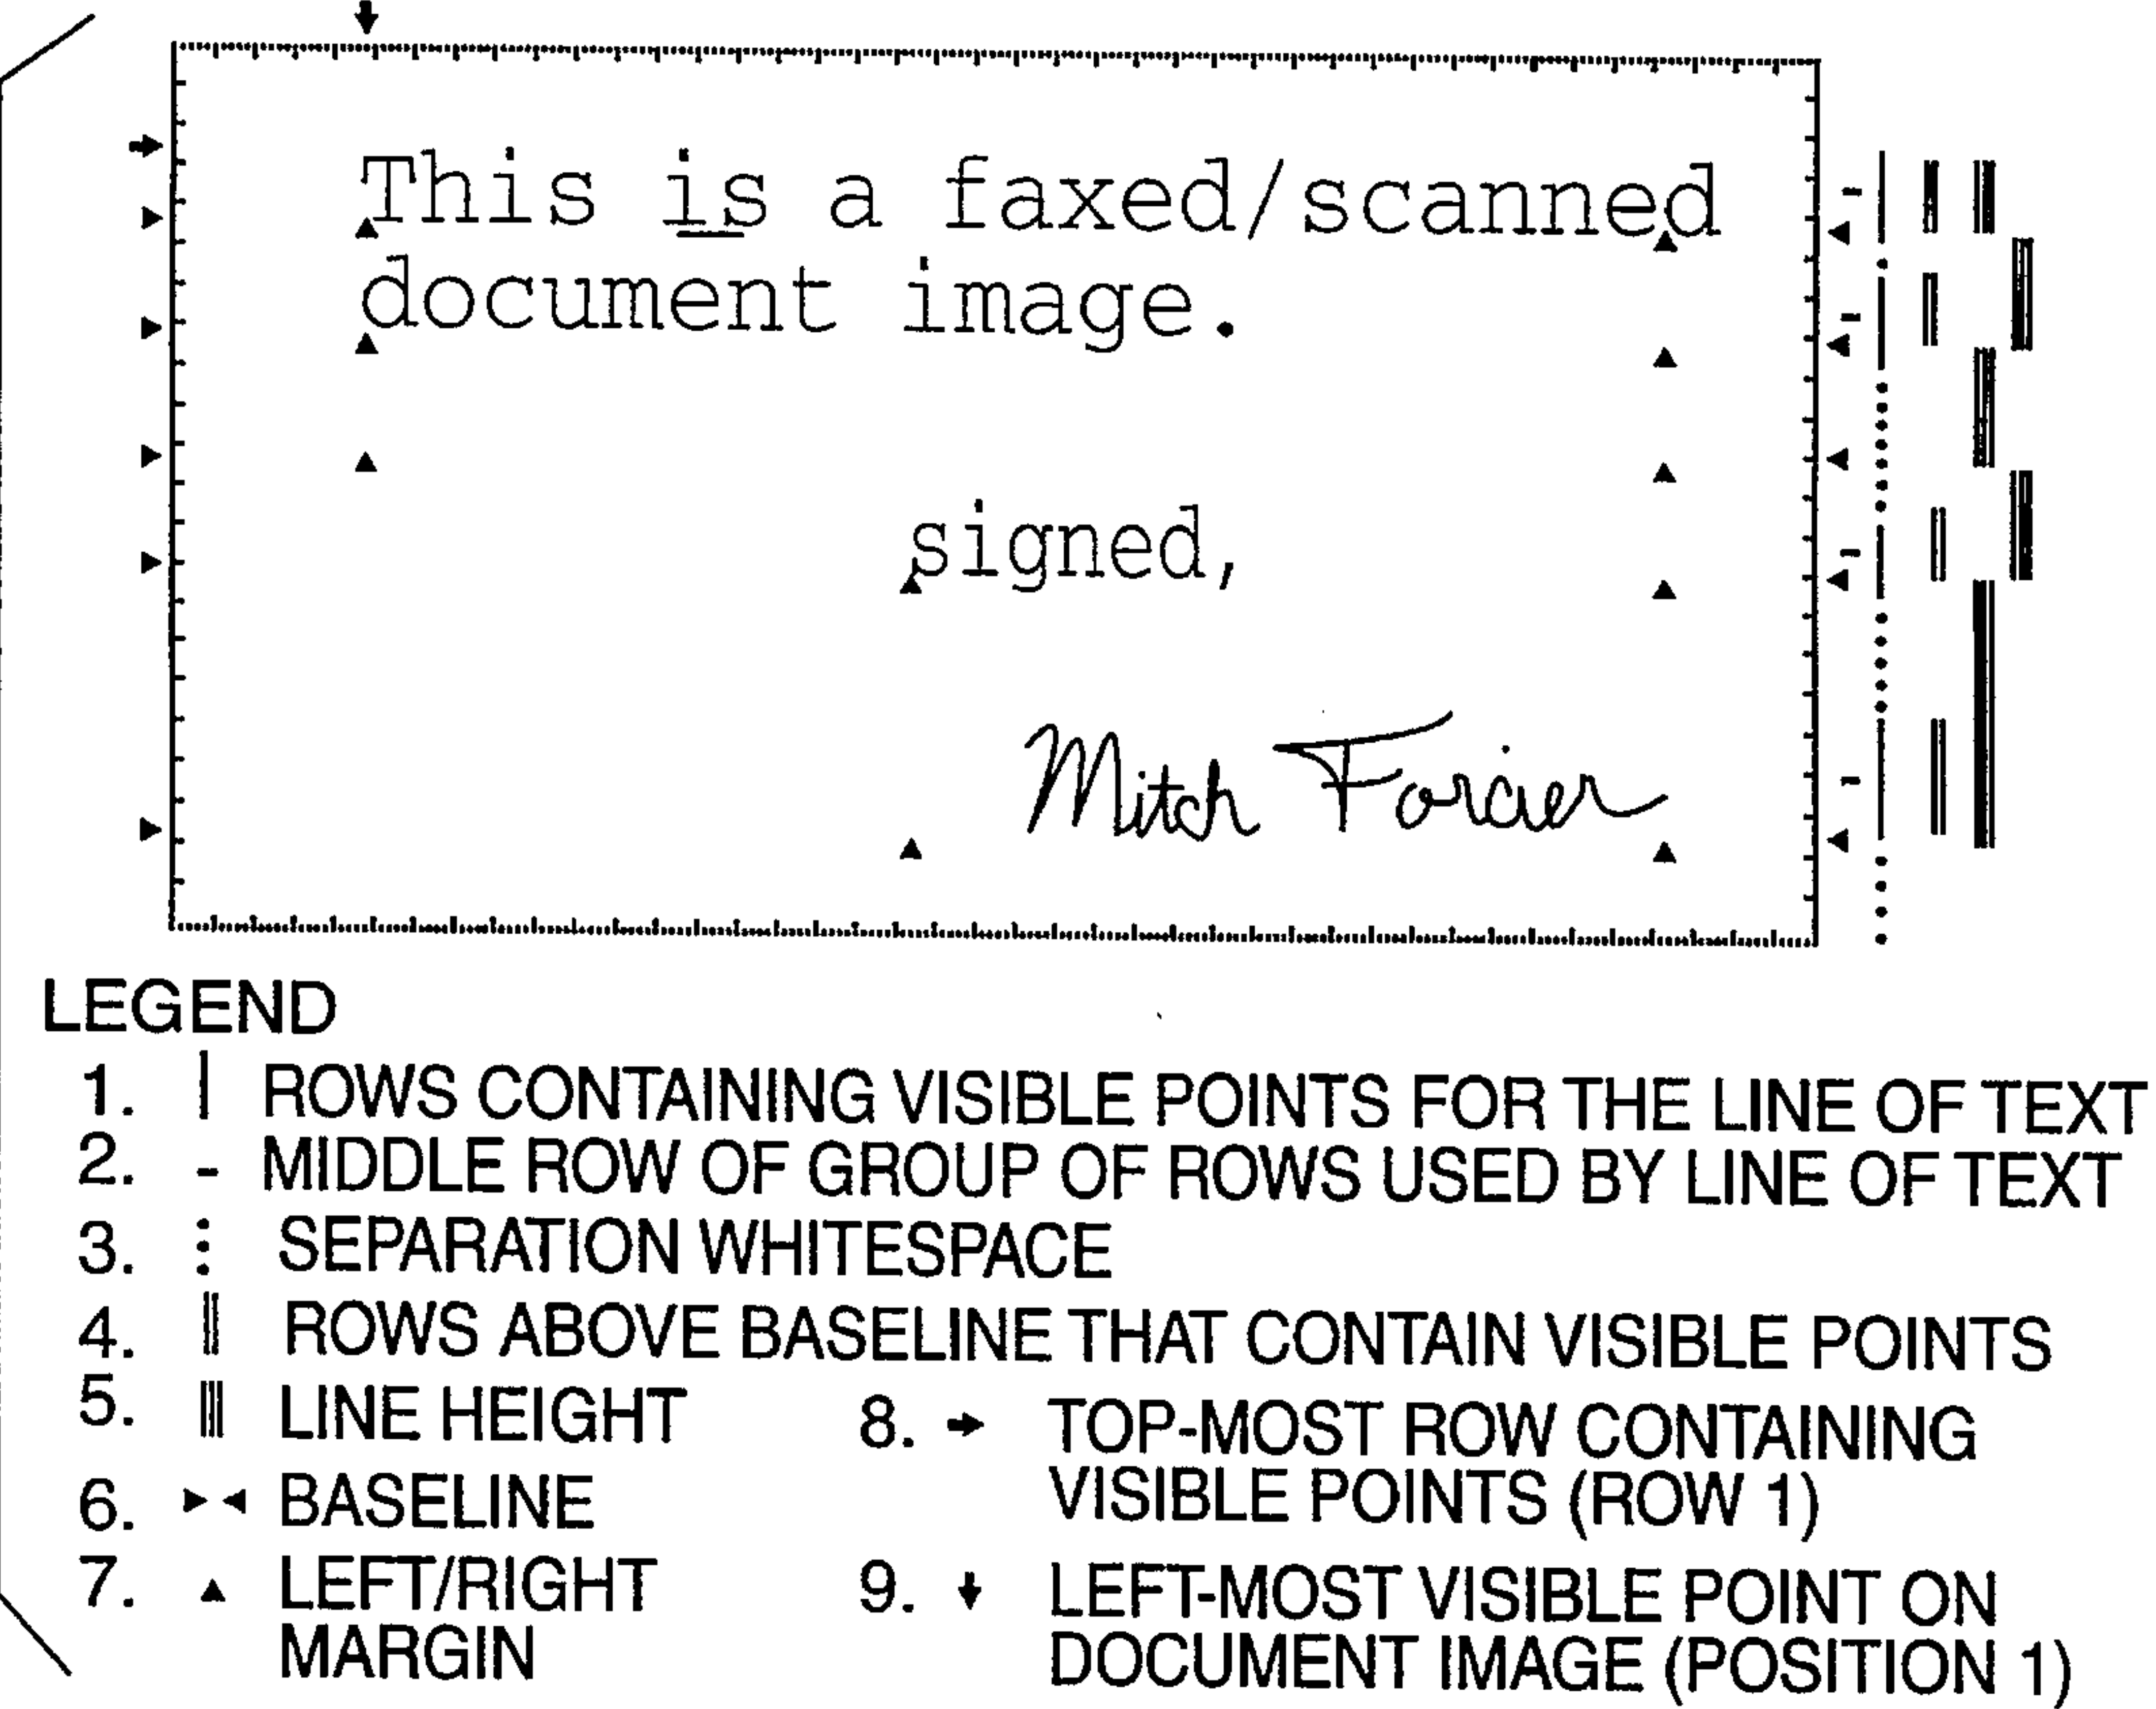 This is a faxed/scanned
document image.
signed,
Mitch Forcier
LEGEND
1. | ROWS CONTAINING VISIBLE POINTS FOR THE LINE OF TEXT
2. - MIDDLE ROW OF GROUP OF ROWS USED BY LINE OF TEXT
3. ⋮ SEPARATION WHITESPACE
4. || ROWS ABOVE BASELINE THAT CONTAIN VISIBLE POINTS
5. ||| LINE HEIGHT
6. ►◄ BASELINE
7. ▲ LEFT/RIGHT
MARGIN
8. → TOP-MOST ROW CONTAINING
VISIBLE POINTS (ROW 1)
9. ↓ LEFT-MOST VISIBLE POINT ON
DOCUMENT IMAGE (POSITION 1)